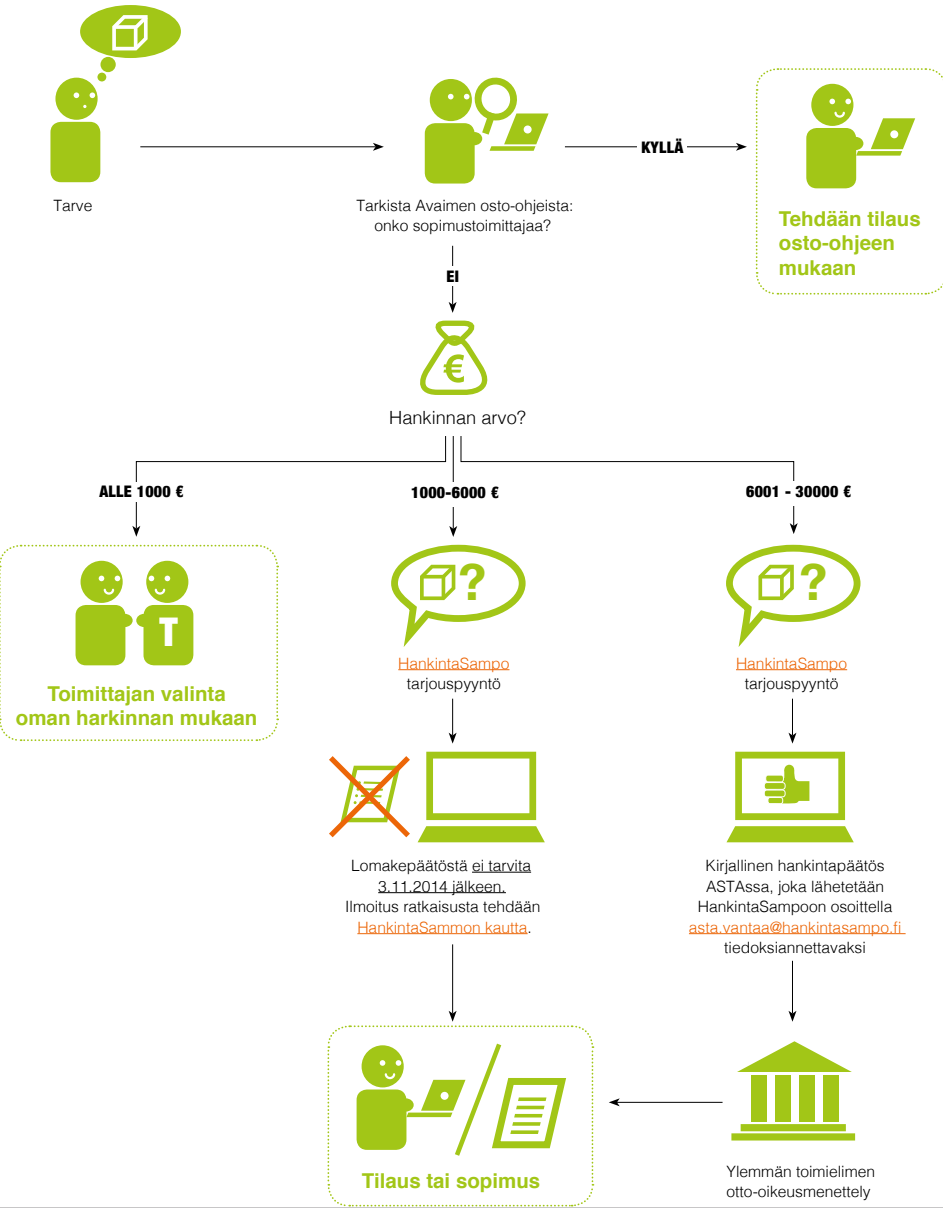 Tarve
Tarkista Avaimen osto-ohjeista:
onko sopimustoimittajaa?
KYLLÄ
Tehdään tilaus
osto-ohjeen
mukaan
EI
€
Hankinnan arvo?
ALLE 1000 €
1000-6000 €
6001 - 30000 €
T
Toimittajan valinta
oman harkinnan mukaan
?
HankintaSampo
tarjouspyyntö
?
HankintaSampo
tarjouspyyntö
Lomakepäätöstä ei tarvita
3.11.2014 jälkeen.
Ilmoitus ratkaisusta tehdään
HankintaSammon kautta.
Kirjallinen hankintapäätös
ASTAssa, joka lähetetään
HankintaSampoon osoittella
asta.vantaa@hankintasampo.fi
tiedoksiannettavaksi
Tilaus tai sopimus
Ylemmän toimielimen
otto-oikeusmenettely